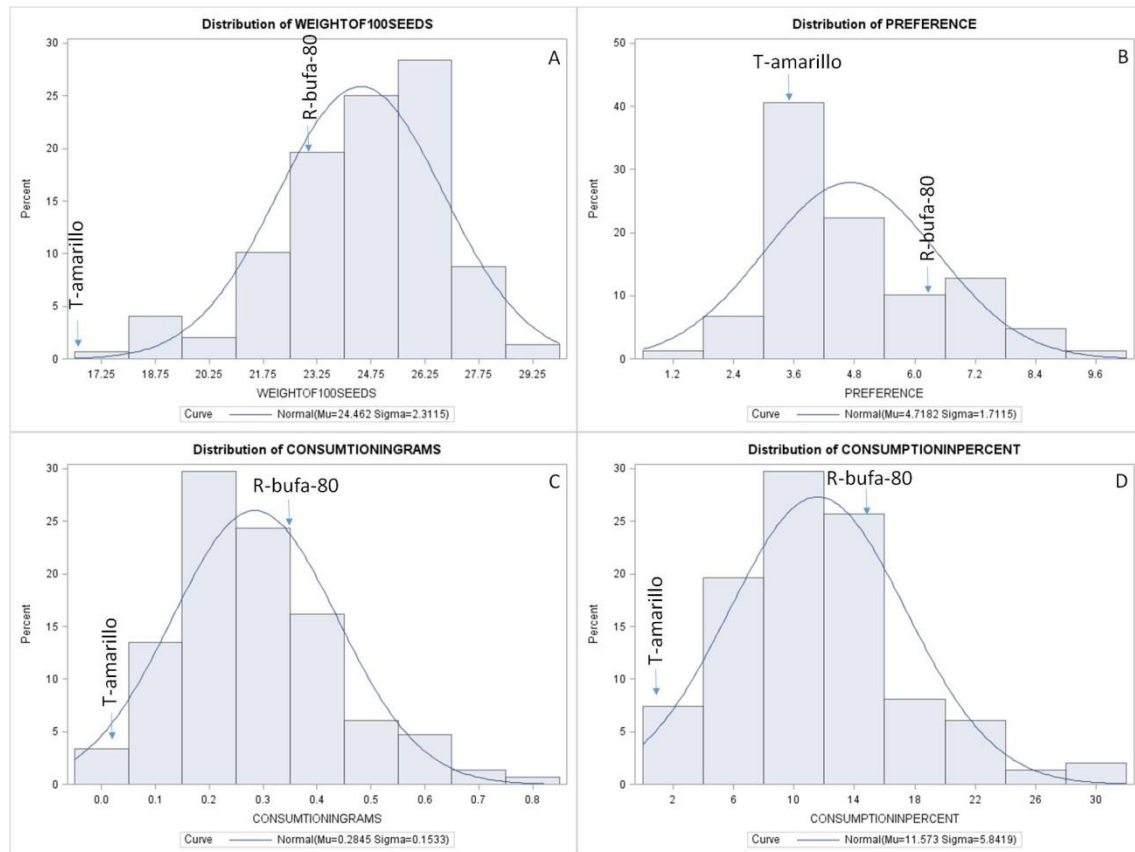 Distribution of WEIGHTOF100SEEDS
A
30
25
20
15
10
5
0
Percent
T-amarillo
R-bufa-80
17.25 18.75 20.25 21.75 23.25 24.75 26.25 27.75 29.25
WEIGHTOF100SEEDS
Curve Normal(Mu=24.462 Sigma=2.3115)
Distribution of PREFERENCE
B
50
40
30
20
10
0
Percent
T-amarillo
R-bufa-80
1.2 2.4 3.6 4.8 6.0 7.2 8.4 9.6
PREFERENCE
Curve Normal(Mu=4.7182 Sigma=1.7115)
Distribution of CONSUMTIONINGRAMS
C
30
25
20
15
10
5
0
Percent
T-amarillo
R-bufa-80
0.0 0.1 0.2 0.3 0.4 0.5 0.6 0.7 0.8
CONSUMTIONINGRAMS
Curve Normal(Mu=0.2845 Sigma=0.1533)
Distribution of CONSUMPTIONINPERCENT
D
30
25
20
15
10
5
0
Percent
T-amarillo
R-bufa-80
2 6 10 14 18 22 26 30
CONSUMPTIONINPERCENT
Curve Normal(Mu=11.573 Sigma=5.8419)